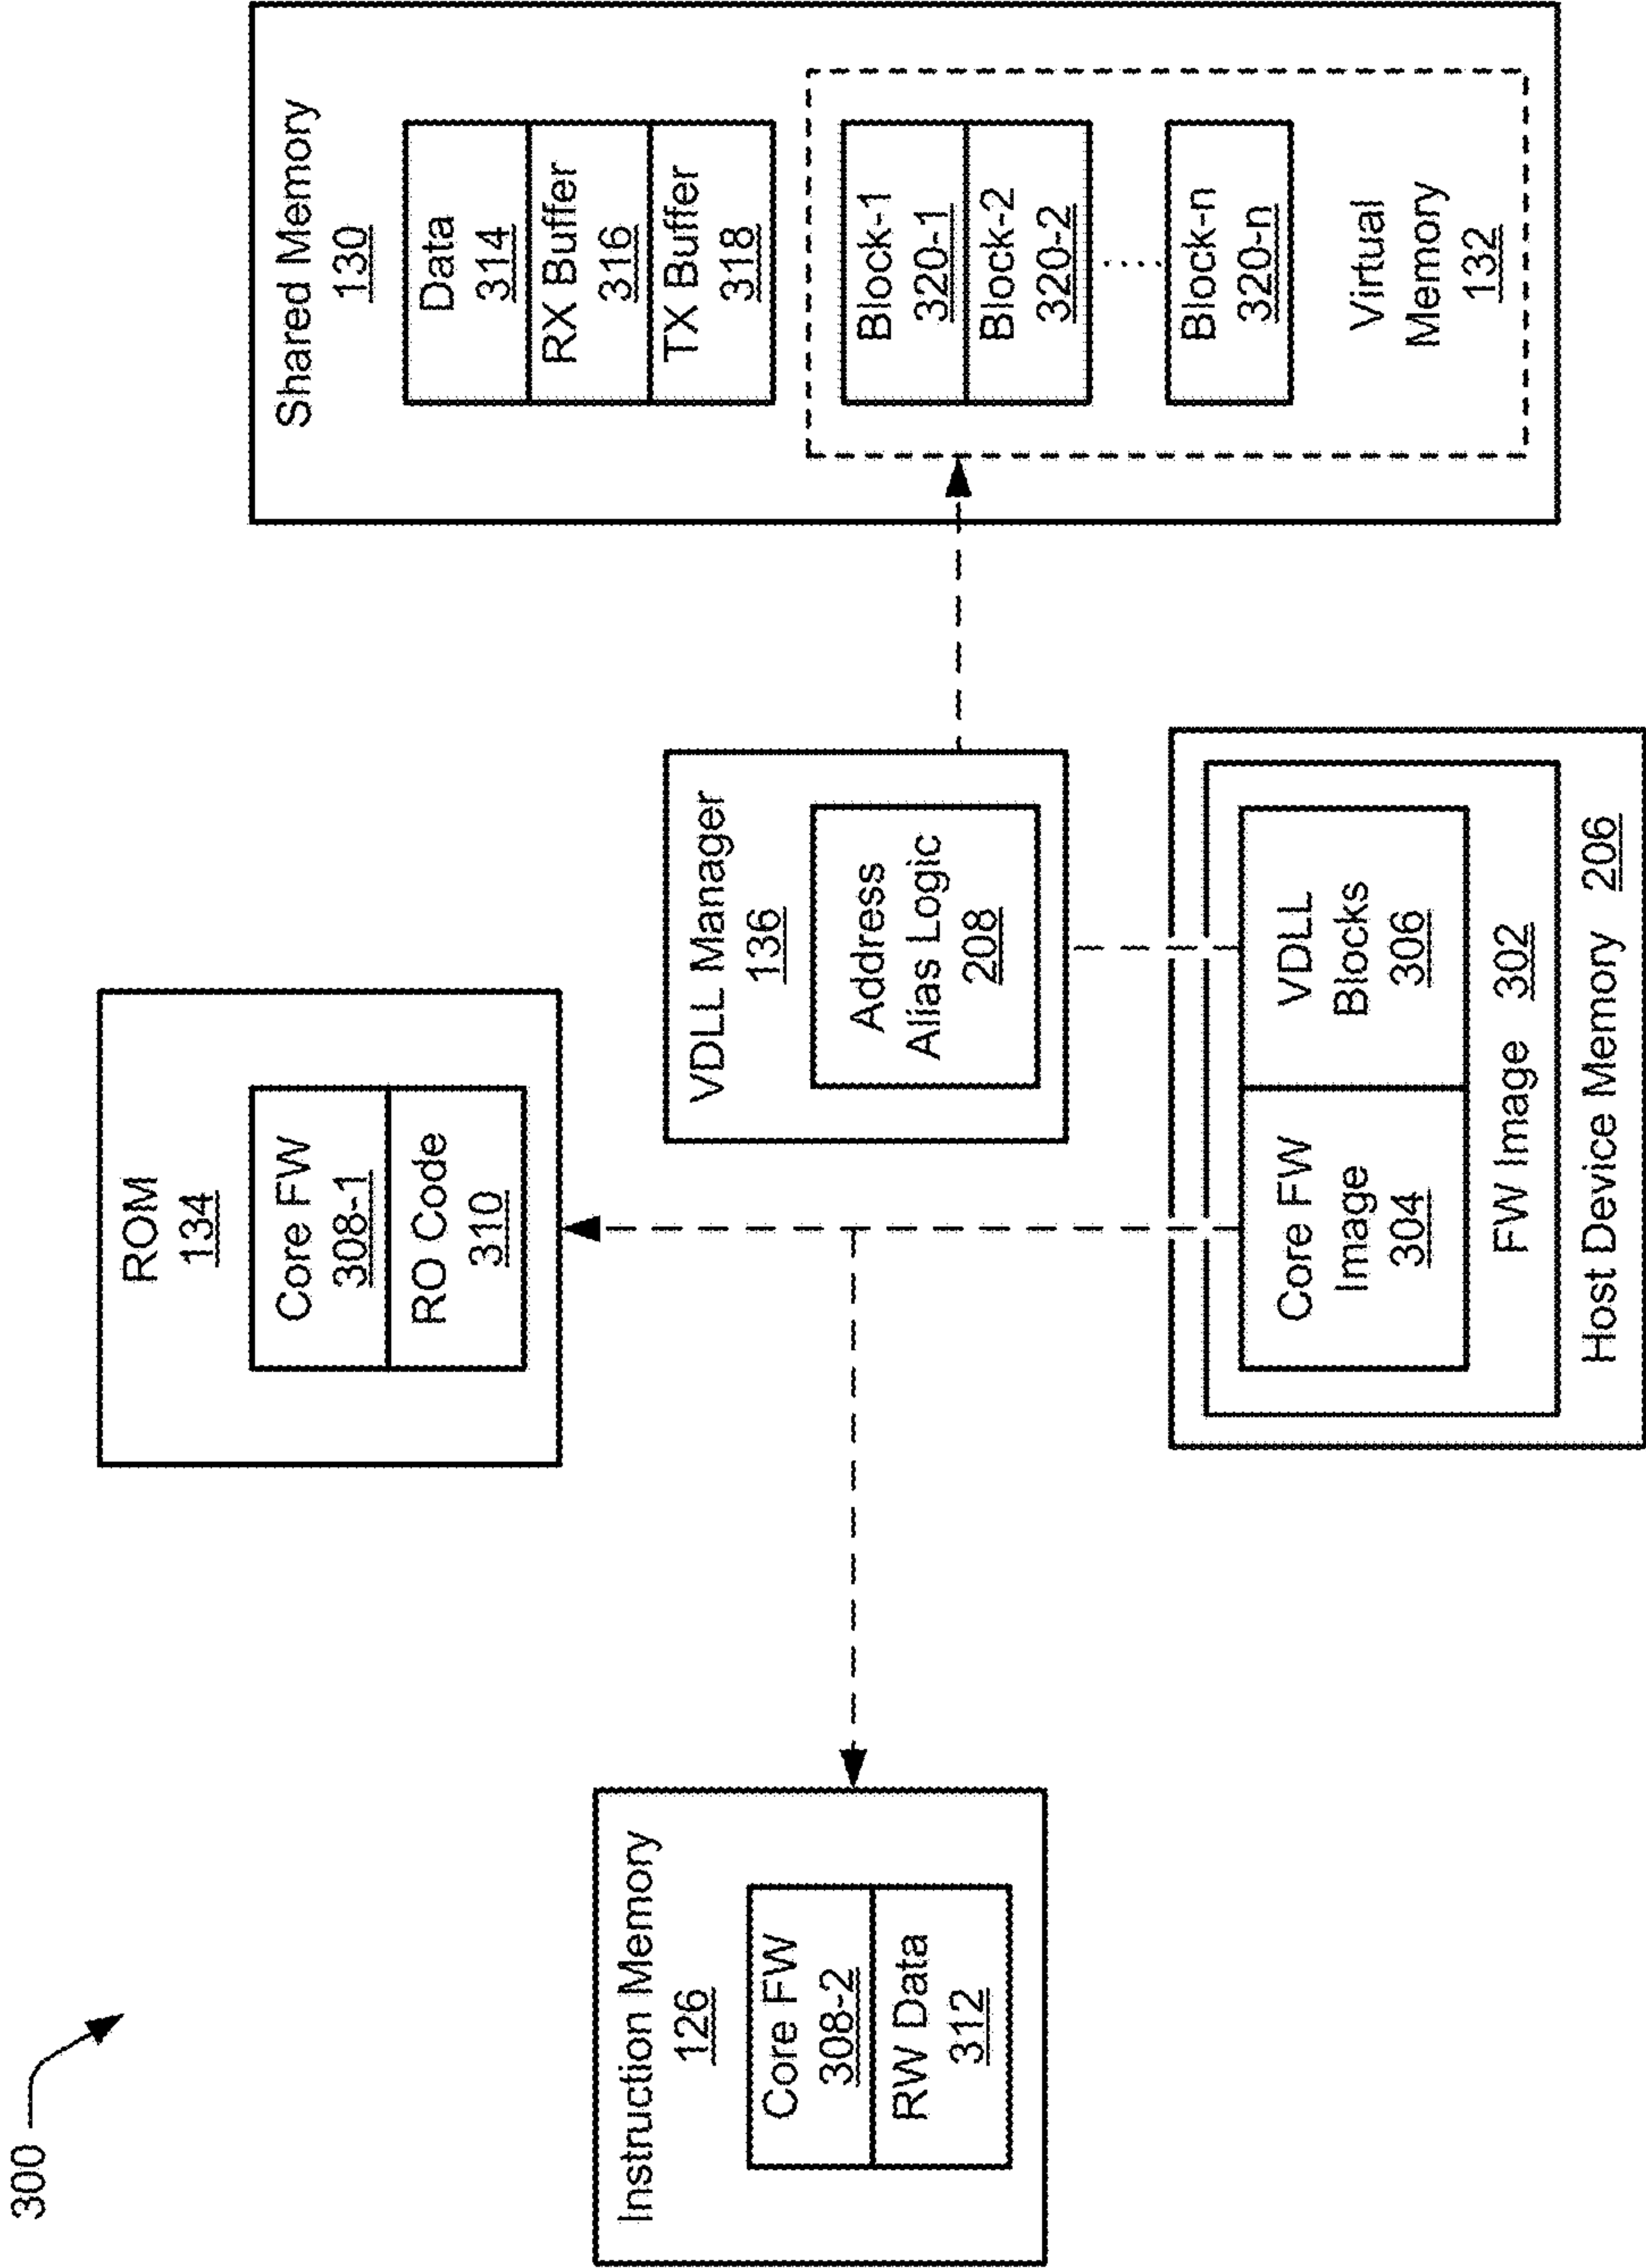 300
Instruction Memory
126
Core FW
308-2
RW Data
312
ROM
134
Core FW
308-1
RO Code
310
VDLL Manager
136
Address
Alias Logic
208
Core FW
Image
304
VDLL
Blocks
306
FW Image 302
Host Device Memory 206
Shared Memory
130
Data
314
RX Buffer
316
TX Buffer
318
Block-1
320-1
Block-2
320-2
Block-n
320-n
Virtual
Memory
132